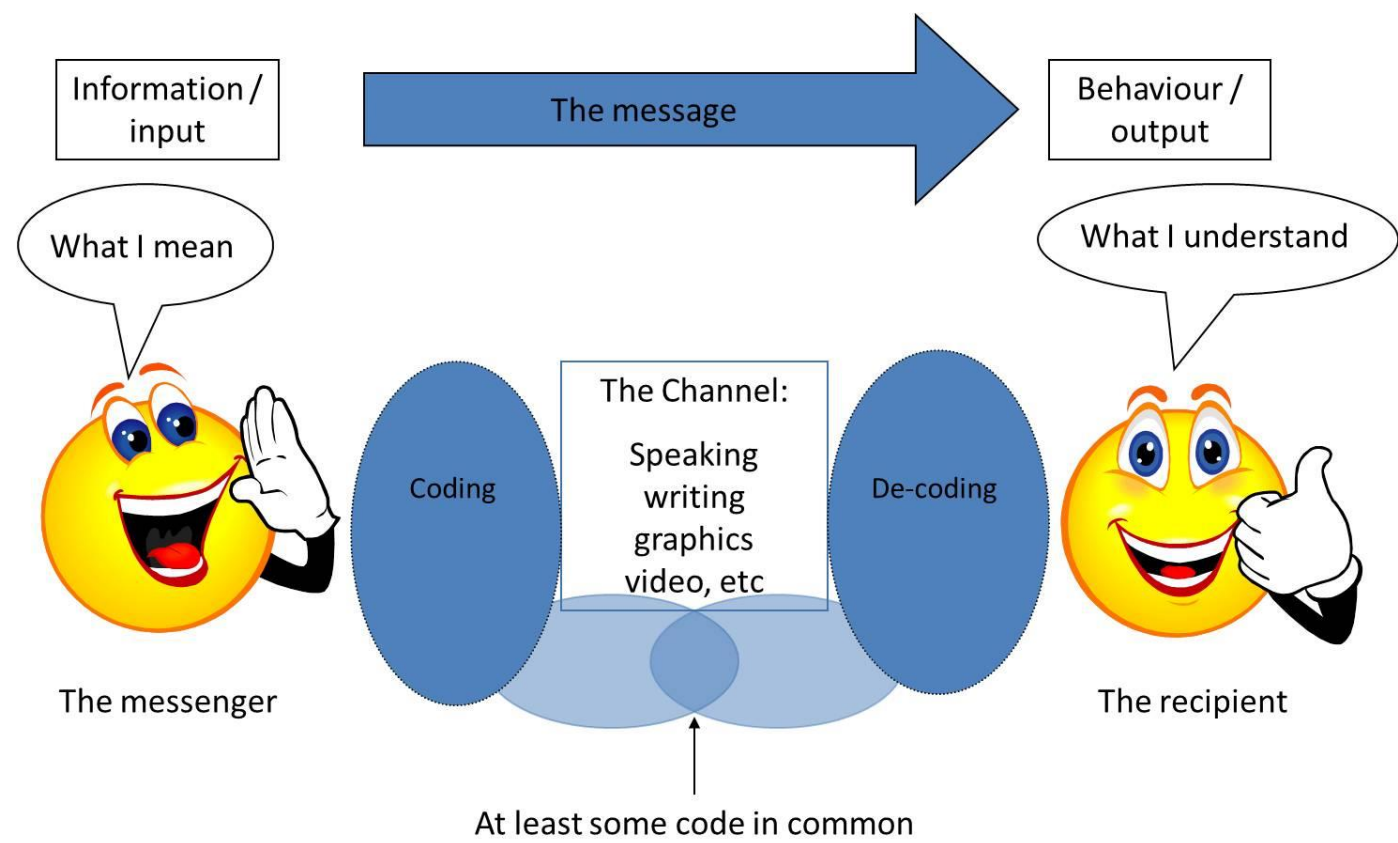 Information /
input
The message
Behaviour /
output
What I mean
What I understand
Coding
The Channel:
Speaking
writing
graphics
video, etc
De-coding
The messenger
The recipient
At least some code in common